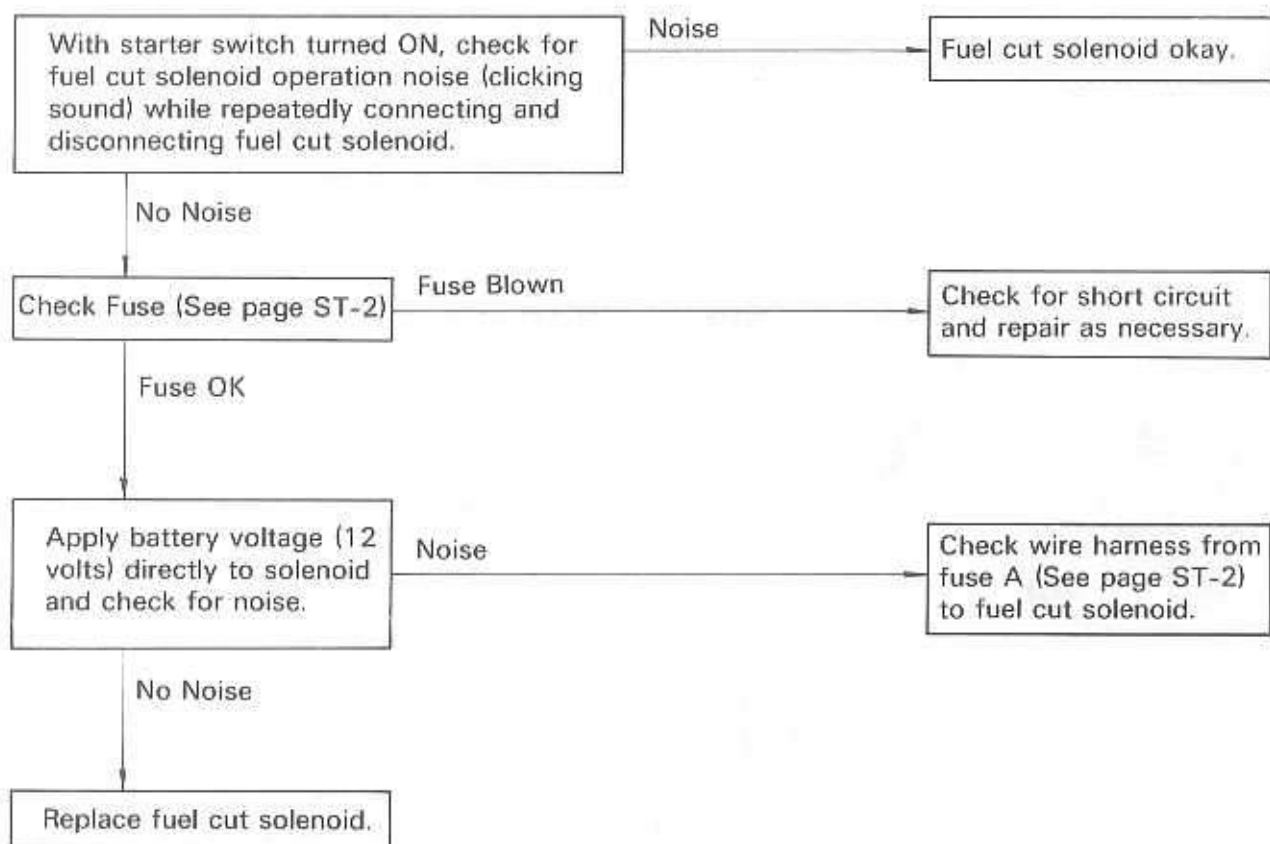 With starter switch turned ON, check for
fuel cut solenoid operation noise (clicking
sound) while repeatedly connecting and
disconnecting fuel cut solenoid.
Noise
Fuel cut solenoid okay.
No Noise
Check Fuse (See page ST-2)
Fuse Blown
Check for short circuit
and repair as necessary.
Fuse OK
Apply battery voltage (12
volts) directly to solenoid
and check for noise.
Noise
Check wire harness from
fuse A (See page ST-2)
to fuel cut solenoid.
No Noise
Replace fuel cut solenoid.